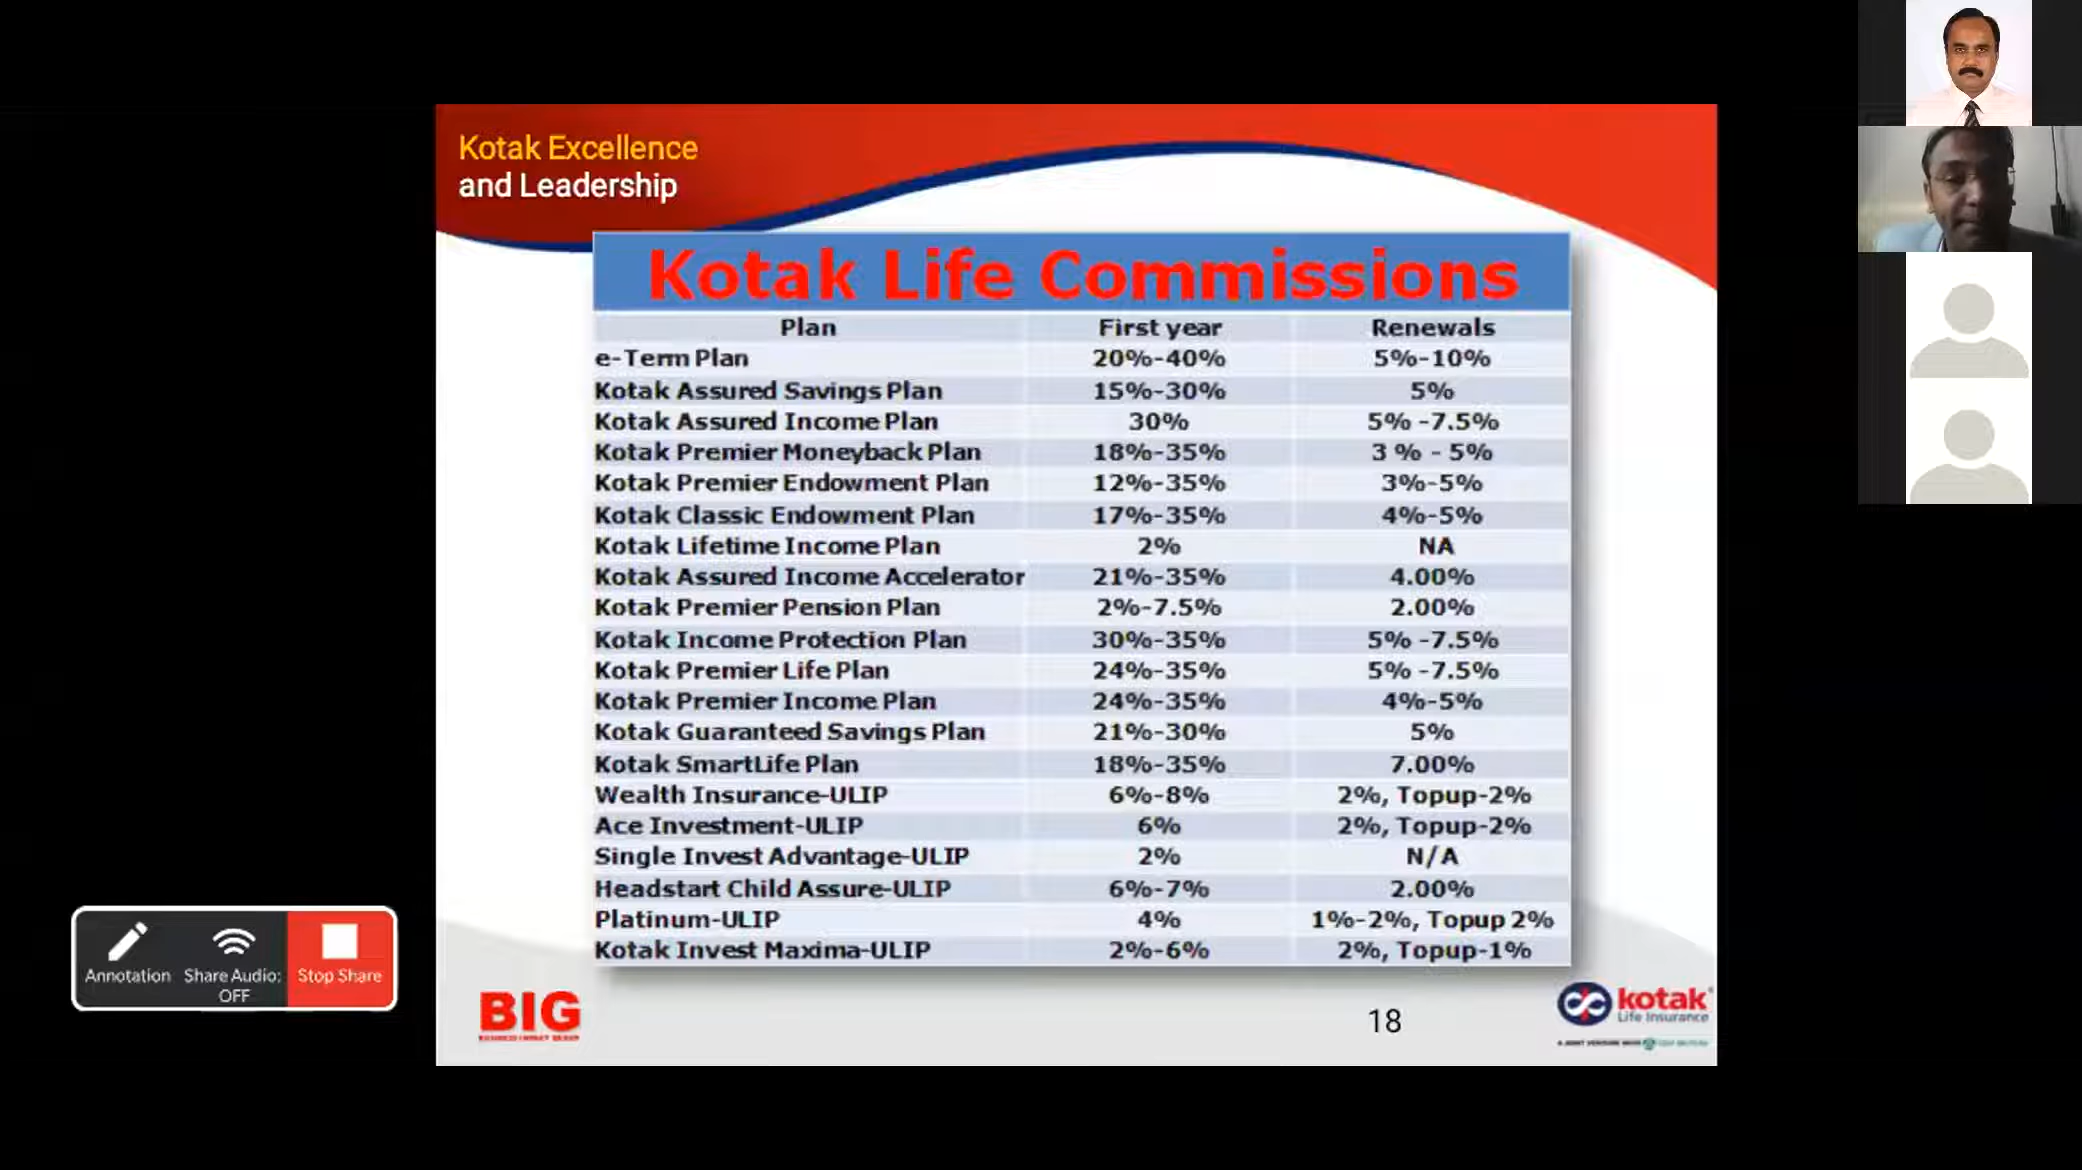 Kotak Excellence
and Leadership
Kotak Life Commissions
Plan First year Renewals
e-Term Plan 20%-40% 5%-10%
Kotak Assured Savings Plan 15%-30% 5%
Kotak Assured Income Plan 30% 5% -7.5%
Kotak Premier Moneyback Plan 18%-35% 3 % - 5%
Kotak Premier Endowment Plan 12%-35% 3%-5%
Kotak Classic Endowment Plan 17%-35% 4%-5%
Kotak Lifetime Income Plan 2% NA
Kotak Assured Income Accelerator 21%-35% 4.00%
Kotak Premier Pension Plan 2%-7.5% 2.00%
Kotak Income Protection Plan 30%-35% 5% -7.5%
Kotak Premier Life Plan 24%-35% 5% -7.5%
Kotak Premier Income Plan 24%-35% 4%-5%
Kotak Guaranteed Savings Plan 21%-30% 5%
Kotak SmartLife Plan 18%-35% 7.00%
Wealth Insurance-ULIP 6%-8% 2%, Topup-2%
Ace Investment-ULIP 6% 2%, Topup-2%
Single Invest Advantage-ULIP 2% N/A
Headstart Child Assure-ULIP 6%-7% 2.00%
Platinum-ULIP 4% 1%-2%, Topup 2%
Kotak Invest Maxima-ULIP 2%-6% 2%, Topup-1%
Annotation Share Audio: OFF Stop Share
BIG
18
kotak
Life Insurance